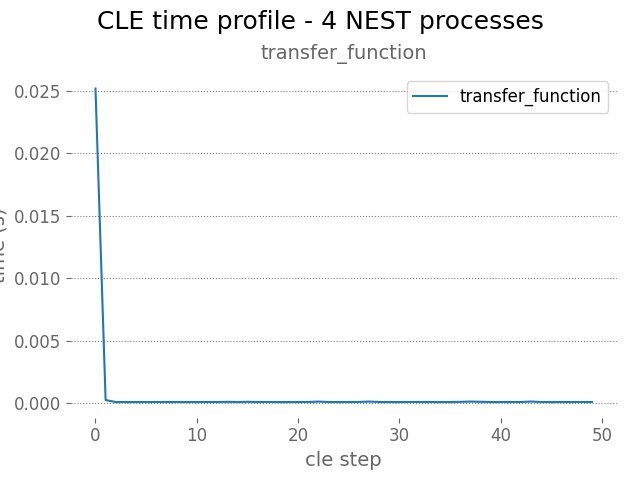 CLE time profile - 4 NEST processes
transfer_function
transfer_function
0.025
0.020
0.015
0.010
0.005
0.000
time (s)
0 10 20 30 40 50
cle step